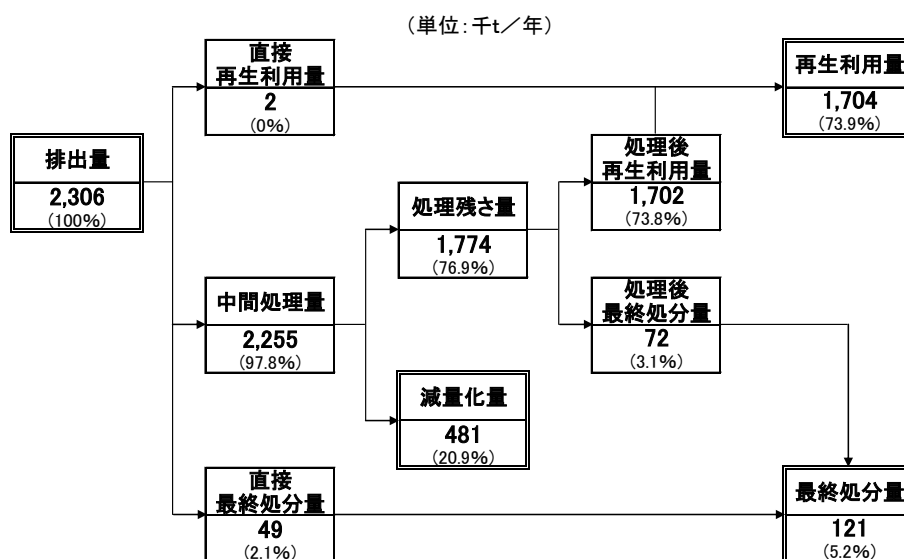 （単位：千t／年）
直接
再生利用量
2
（0%）
再生利用量
1,704
（73.9%）
排出量
2,306
（100%）
処理後
再生利用量
1,702
（73.8%）
処理残さ量
1,774
（76.9%）
中間処理量
2,255
（97.8%）
処理後
最終処分量
72
（3.1%）
減量化量
481
（20.9%）
直接
最終処分量
49
（2.1%）
最終処分量
121
（5.2%）